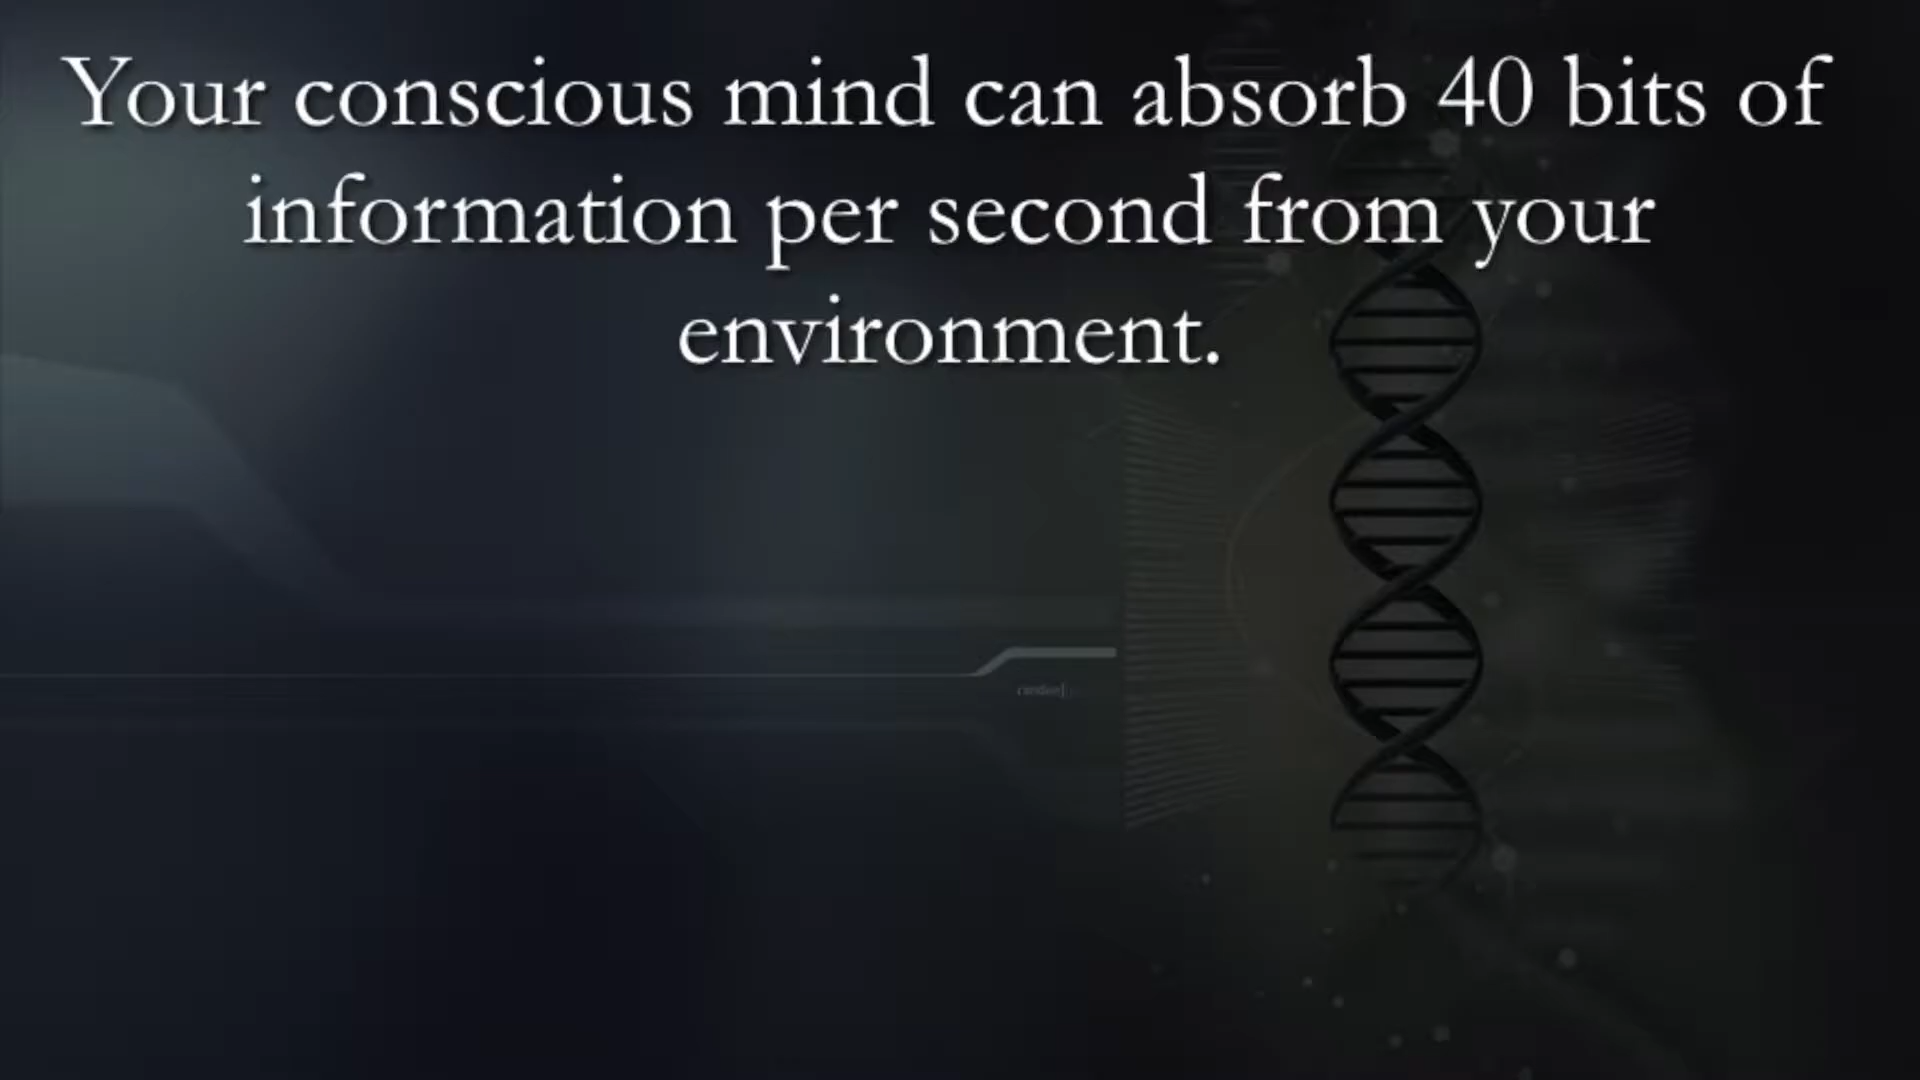 Your conscious mind can absorb 40 bits of
information per second from your
environment.